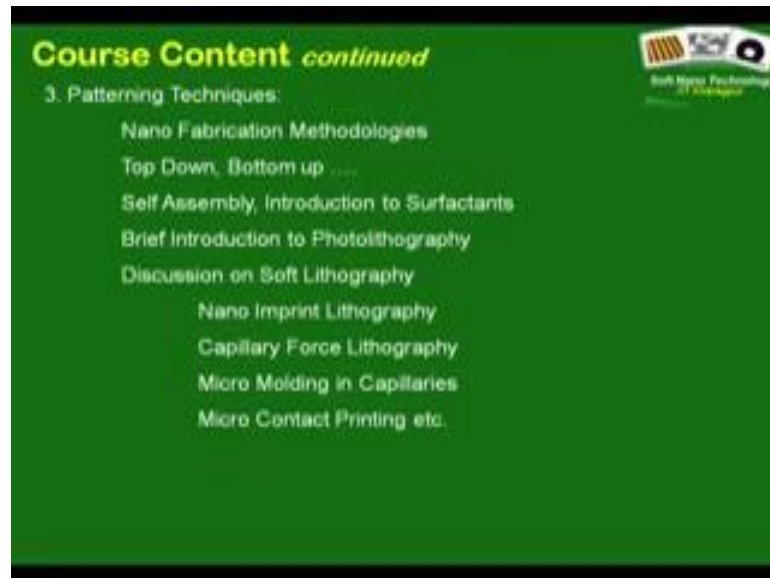 Course Content continued
Soft Nano Technology
IIT Kharagpur
3. Patterning Techniques:
Nano Fabrication Methodologies
Top Down, Bottom up ....
Self Assembly, Introduction to Surfactants
Brief Introduction to Photolithography
Discussion on Soft Lithography
Nano Imprint Lithography
Capillary Force Lithography
Micro Molding in Capillaries
Micro Contact Printing etc.